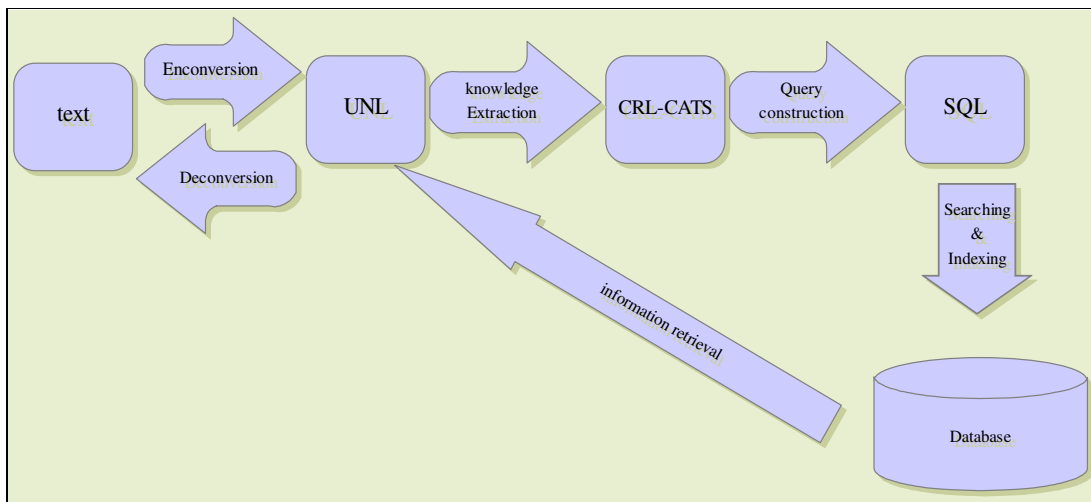 text
Enconversion
Deconversion
UNL
knowledge
Extraction
CRL-CATS
Query
construction
SQL
Searching
&
Indexing
information retrieval
Database